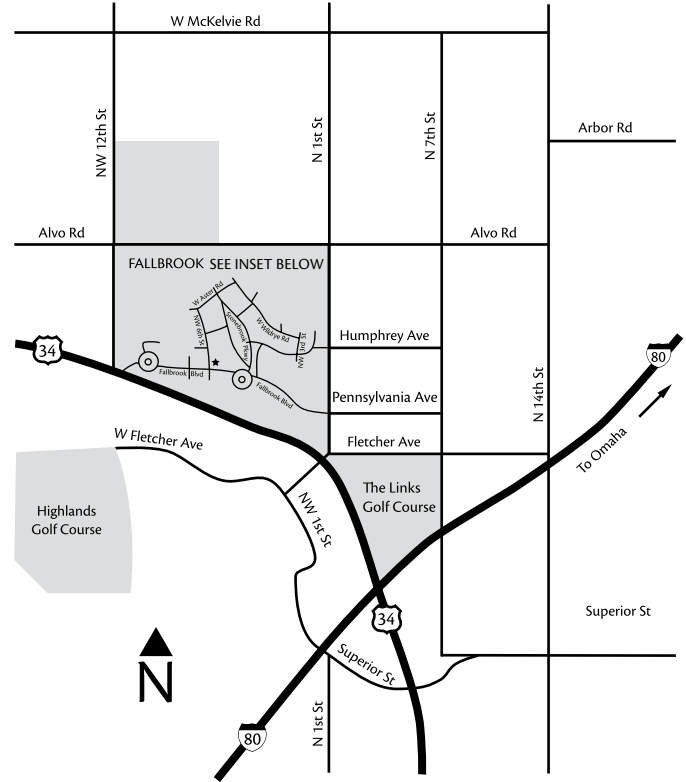 W McKelvie Rd
NW 12th St
N 1st St
N 7th St
Arbor Rd
Alvo Rd
Alvo Rd
FALLBROOK SEE INSET BELOW
W Aster Rd
NW 6th St
Stonebrook Pkwy
W Wildrye Rd
NW 3rd St
Humphrey Ave
34
80
Fallbrook Blvd
Fallbrook Blvd
Pennsylvania Ave
N 14th St
To Omaha
W Fletcher Ave
Fletcher Ave
The Links
Golf Course
Highlands
Golf Course
NW 1st St
34
Superior St
Superior St
N
N 1st St
80